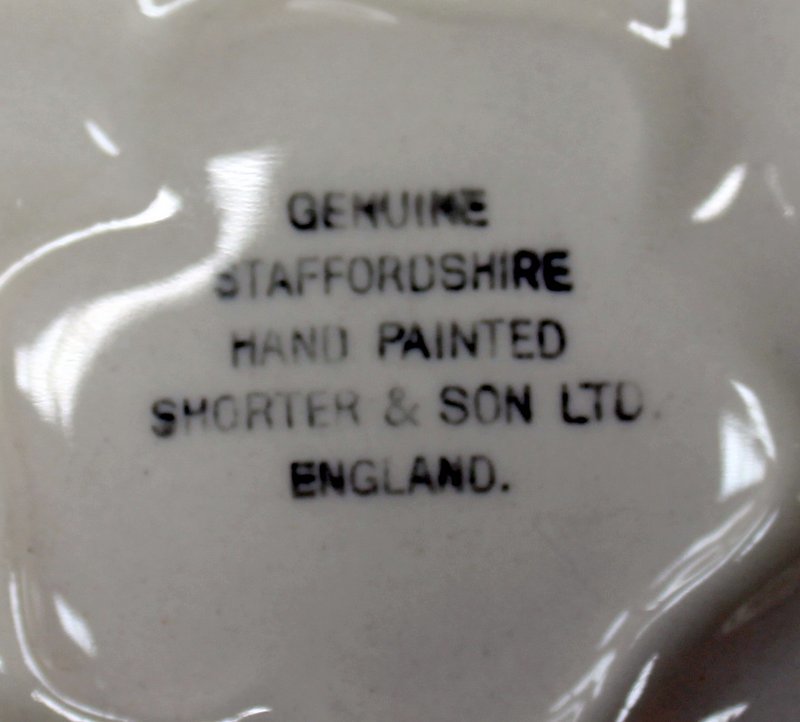 GENUINE
STAFFORDSHIRE
HAND PAINTED
SHORTER & SON LTD.
ENGLAND.